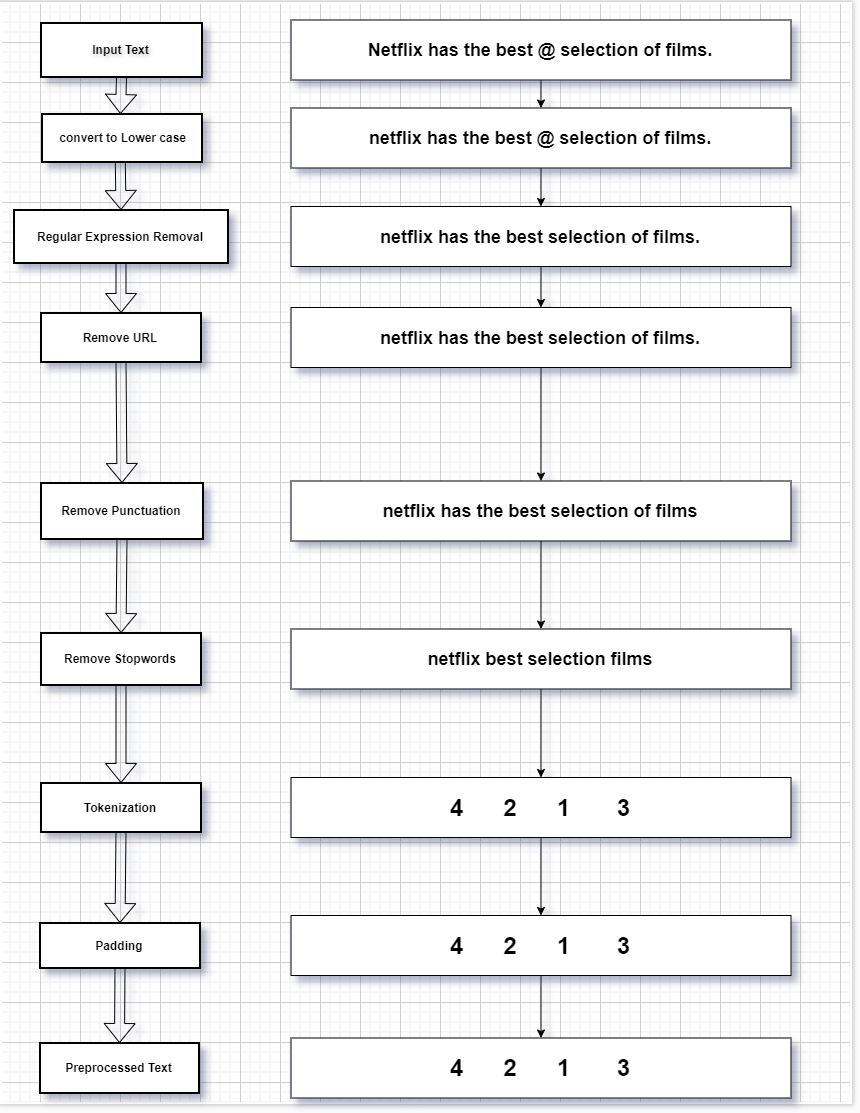 Input Text
Netflix has the best @ selection of films.
convert to Lower case
netflix has the best @ selection of films.
Regular Expression Removal
netflix has the best selection of films.
Remove URL
netflix has the best selection of films.
Remove Punctuation
netflix has the best selection of films
Remove Stopwords
netflix best selection films
Tokenization
4 2 1 3
Padding
4 2 1 3
Preprocessed Text
4 2 1 3